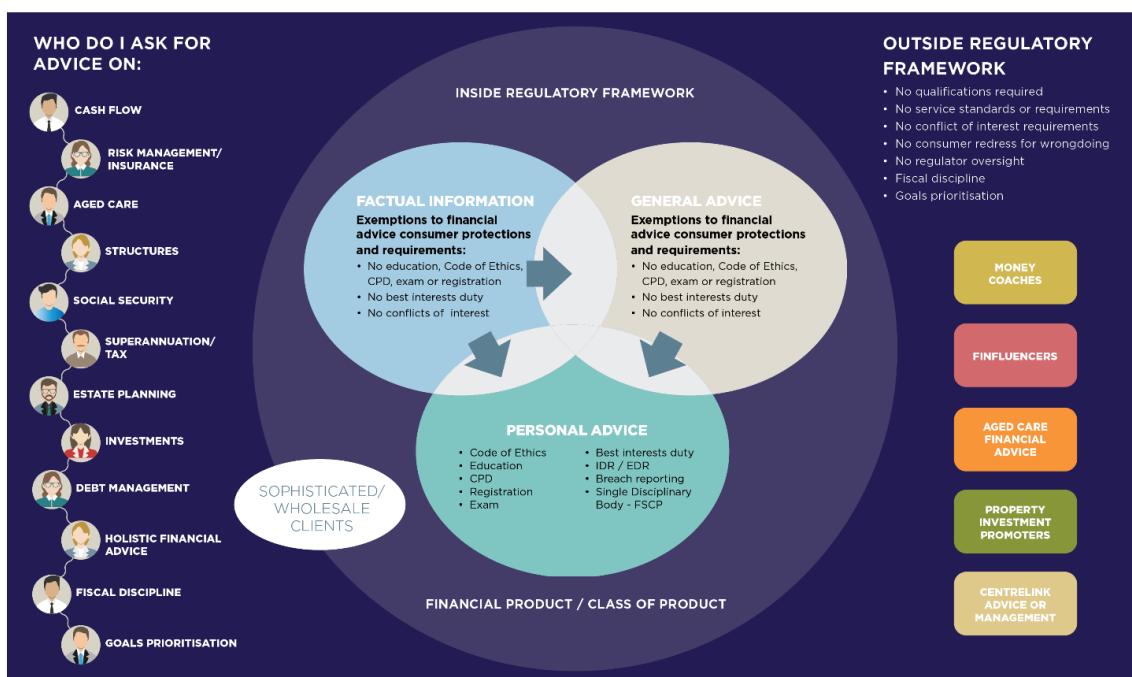 WHO DO I ASK FOR
ADVICE ON:
CASH FLOW
RISK MANAGEMENT/
INSURANCE
AGED CARE
STRUCTURES
SOCIAL SECURITY
SUPERANNUATION/
TAX
ESTATE PLANNING
INVESTMENTS
DEBT MANAGEMENT
HOLISTIC FINANCIAL
ADVICE
FISCAL DISCIPLINE
GOALS PRIORITISATION
INSIDE REGULATORY FRAMEWORK
FACTUAL INFORMATION
Exemptions to financial
advice consumer protections
and requirements:
• No education, Code of Ethics,
CPD, exam or registration
• No best interests duty
• No conflicts of interest
GENERAL ADVICE
Exemptions to financial
advice consumer protections
and requirements:
• No education, Code of Ethics,
CPD, exam or registration
• No best interests duty
• No conflicts of interest
PERSONAL ADVICE
• Code of Ethics
• Education
• CPD
• Registration
• Exam
• Best interests duty
• IDR / EDR
• Breach reporting
• Single Disciplinary
Body - FSCP
SOPHISTICATED/
WHOLESALE
CLIENTS
FINANCIAL PRODUCT / CLASS OF PRODUCT
OUTSIDE REGULATORY
FRAMEWORK
• No qualifications required
• No service standards or requirements
• No conflict of interest requirements
• No consumer redress for wrongdoing
• No regulator oversight
• Fiscal discipline
• Goals prioritisation
MONEY
COACHES
FINFLUENCERS
AGED CARE
FINANCIAL
ADVICE
PROPERTY
INVESTMENT
PROMOTERS
CENTRELINK
ADVICE OR
MANAGEMENT